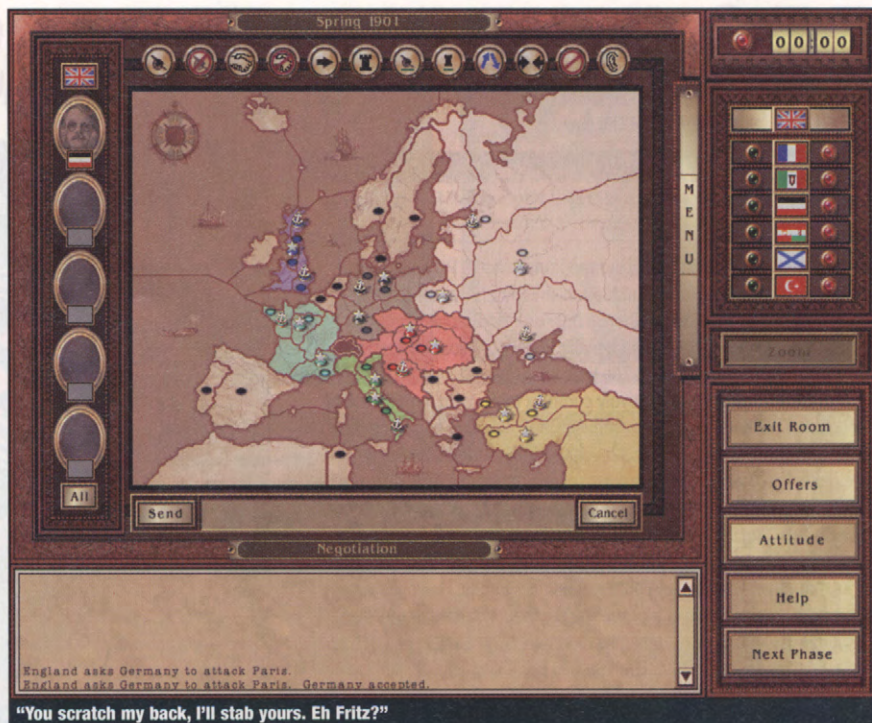 Spring 1901
00:00
MENU
Zoom
Exit Room
Offers
Attitude
Help
Next Phase
All
Send
Cancel
Negotiation
England asks Germany to attack Paris.
England asks Germany to attack Paris. Germany accepted.
"You scratch my back, I'll stab yours. Eh Fritz?"